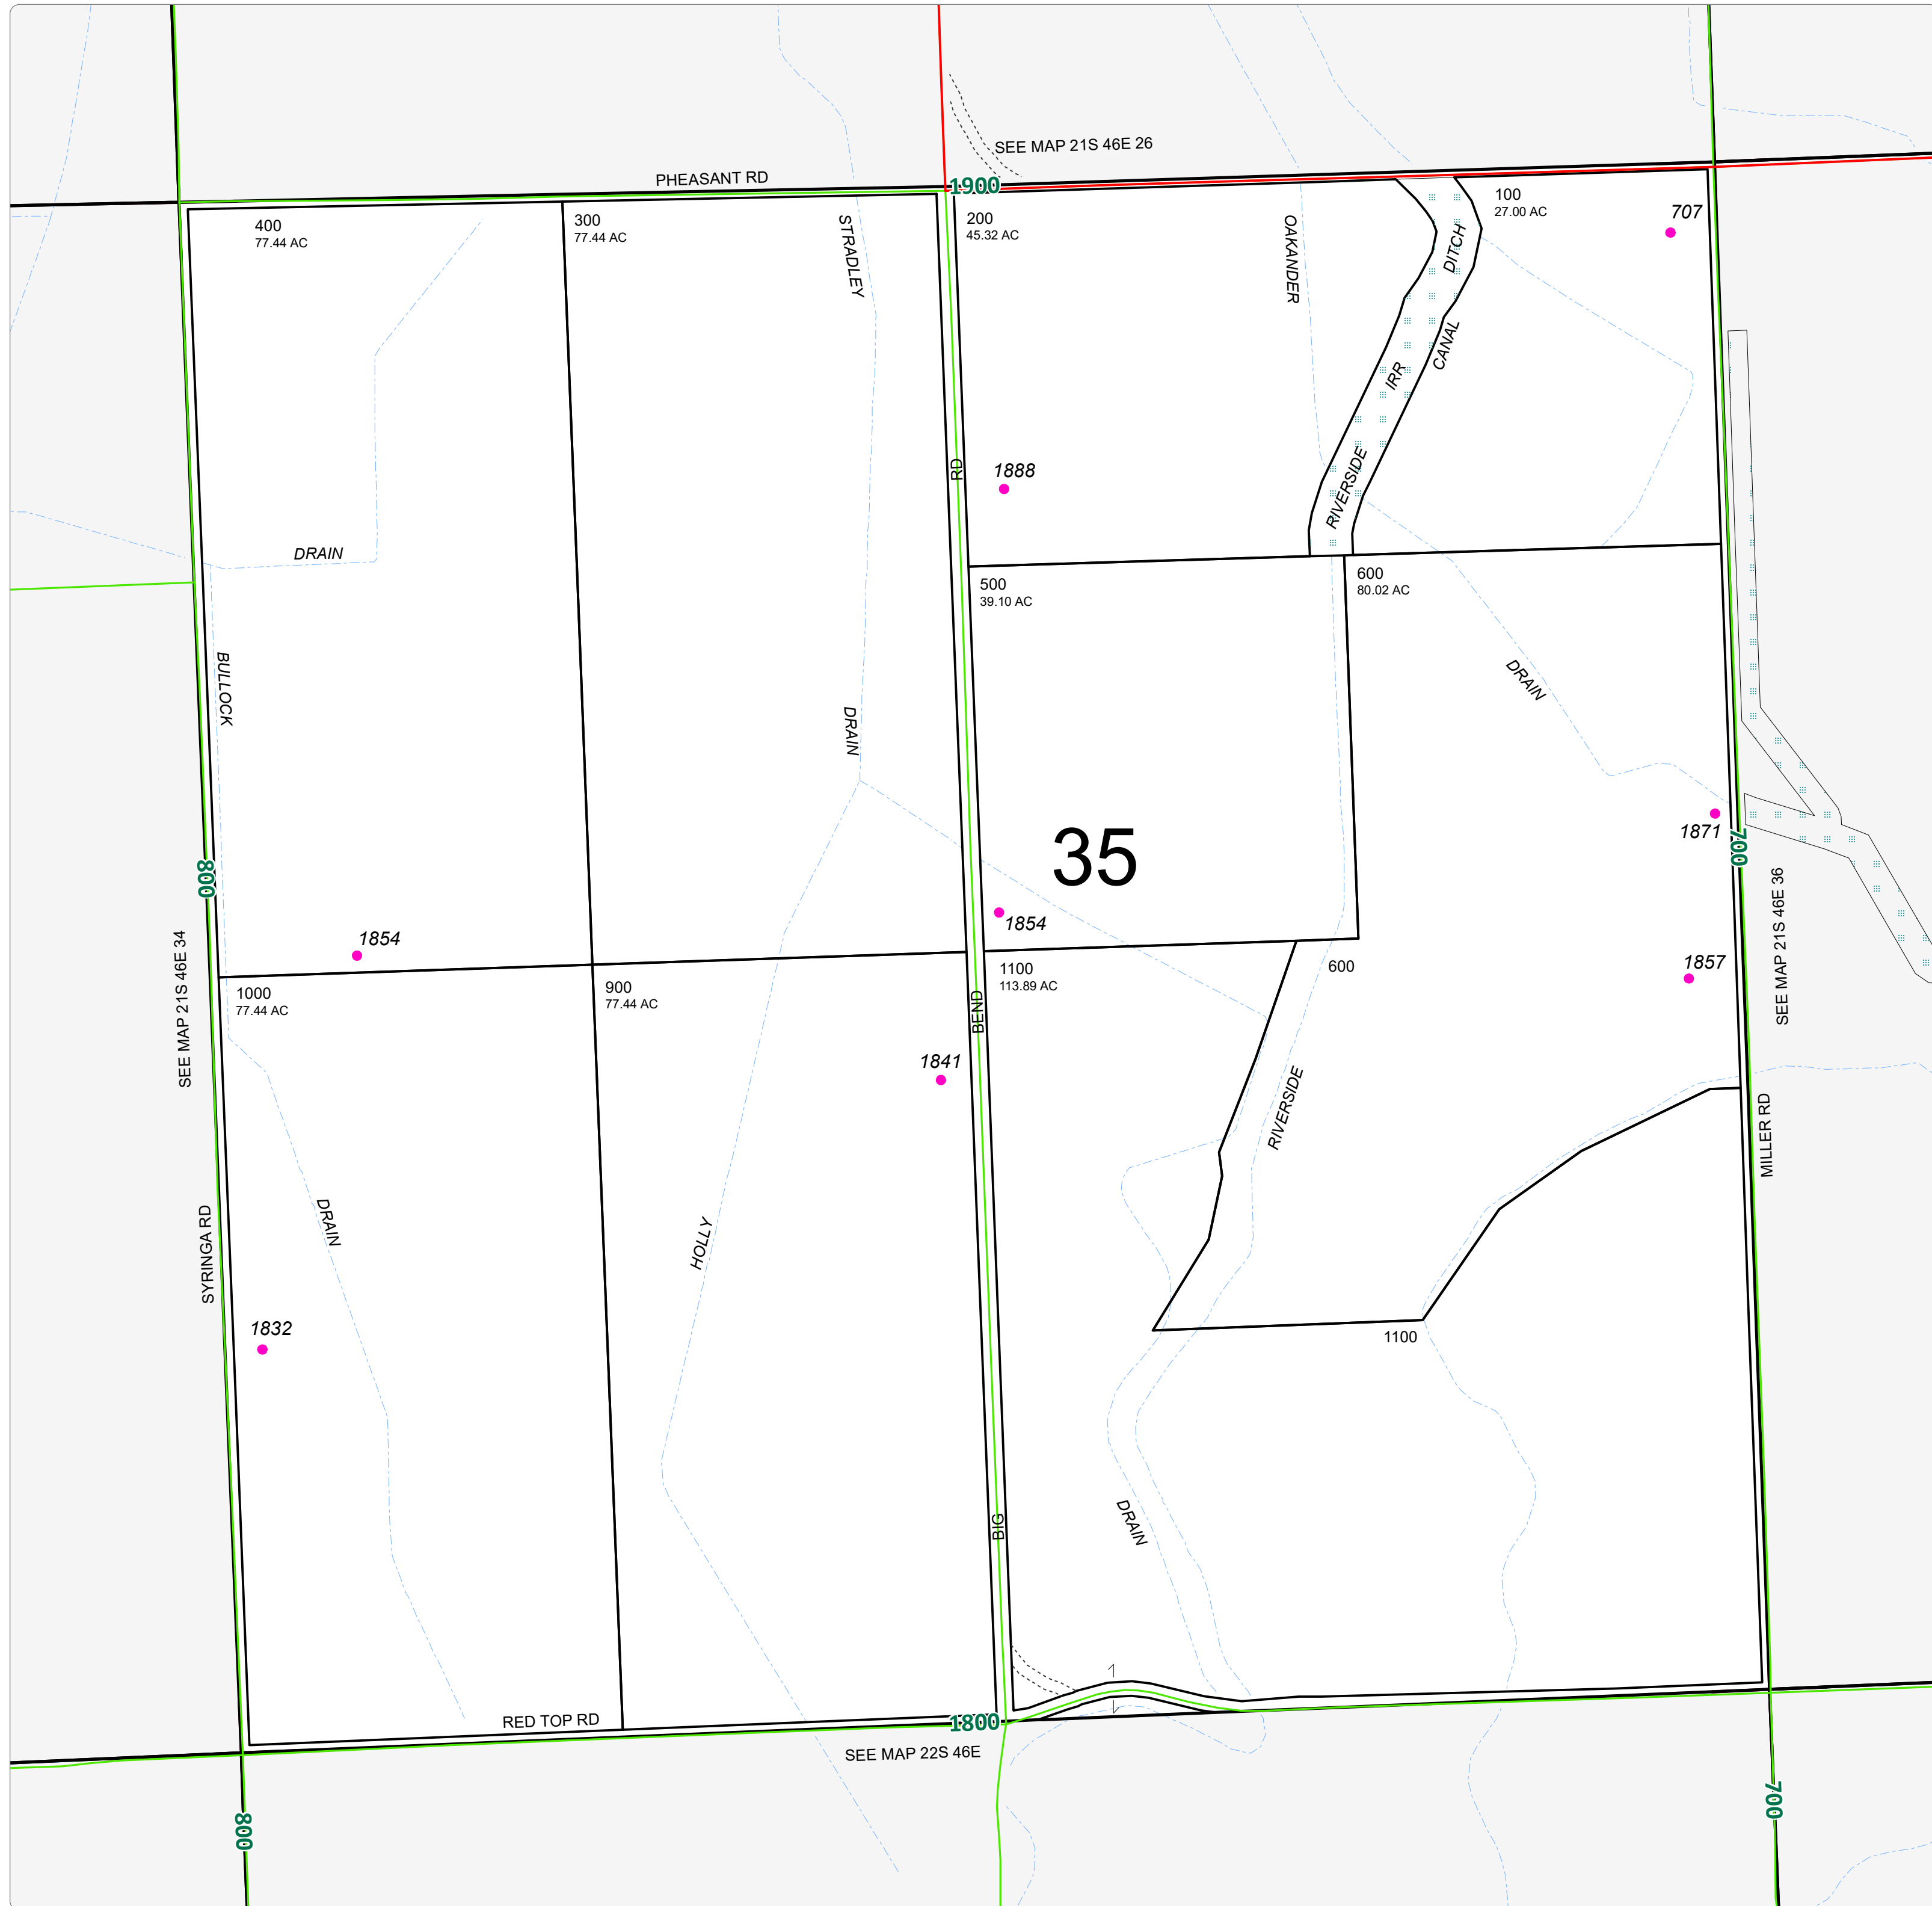 SEE MAP 21S 46E 26
PHEASANT RD
1900
400
77.44 AC
300
77.44 AC
STRADLEY
200
45.32 AC
OAKANDER
DITCH
100
27.00 AC
707
CANAL
IRR
RD
1888
RIVERSIDE
DRAIN
500
39.10 AC
600
80.02 AC
BULLOCK
DRAIN
DRAIN
35
1871
700
800
1854
1854
SEE MAP 21S 46E 34
SEE MAP 21S 46E 36
1000
77.44 AC
900
77.44 AC
1100
113.89 AC
600
1857
BEND
1841
RIVERSIDE
MILLER RD
SYRINGA RD
DRAIN
HOLLY
1832
1100
BIG
DRAIN
RED TOP RD
1800
SEE MAP 22S 46E
800
700